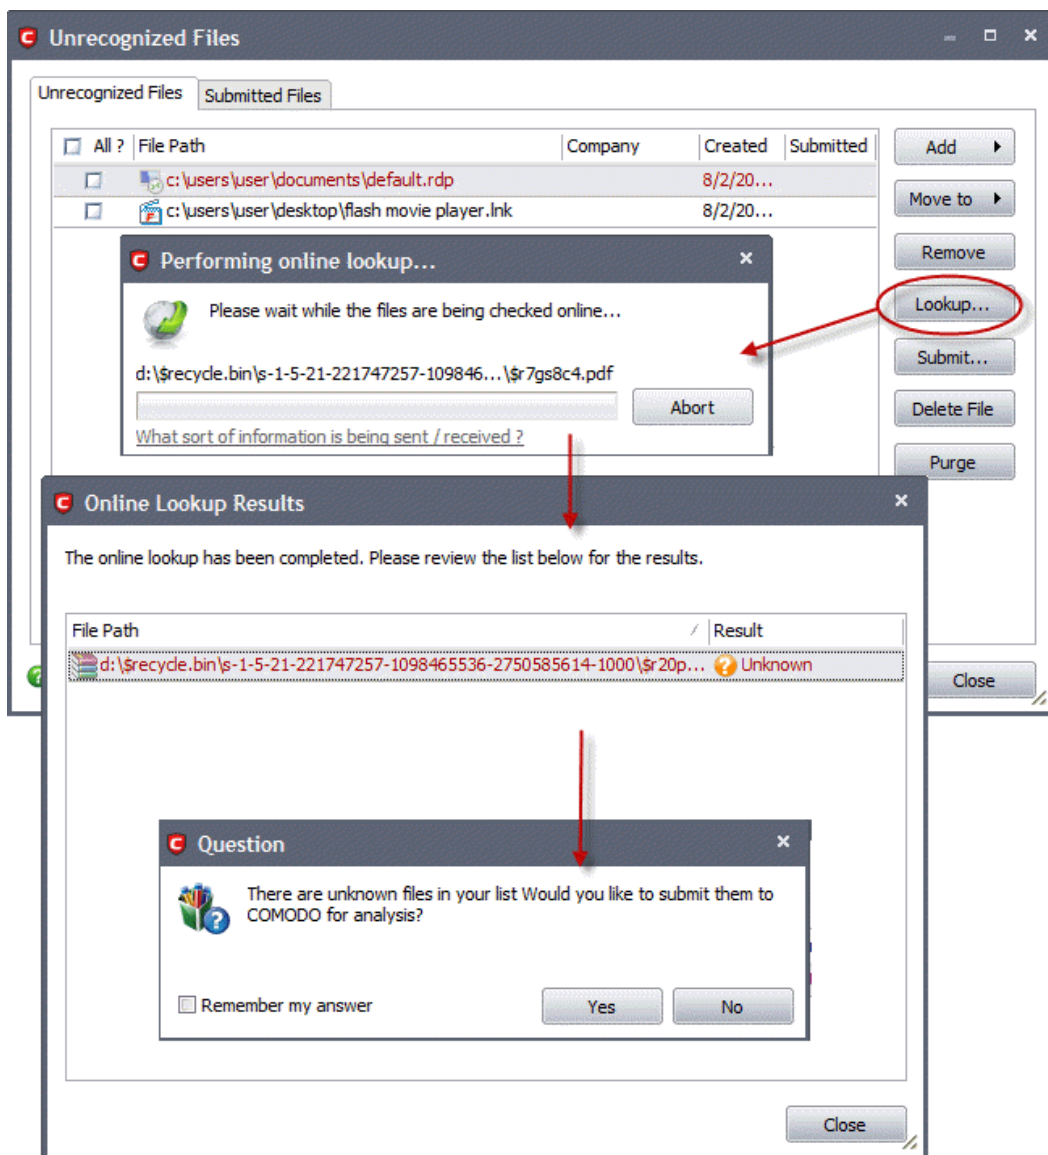 Unrecognized Files
Unrecognized Files Submitted Files
All ? File Path Company Created Submitted
c:\users\user\documents\default.rdp 8/2/20...
c:\users\user\desktop\flash movie player.lnk 8/2/20...
Add
Move to
Remove
Lookup...
Submit...
Delete File
Purge
Performing online lookup...
Please wait while the files are being checked online...
d:\$recycle.bin\s-1-5-21-221747257-109846...\$r7gs8c4.pdf
Abort
What sort of information is being sent / received ?
Online Lookup Results
The online lookup has been completed. Please review the list below for the results.
File Path / Result
d:\$recycle.bin\s-1-5-21-221747257-1098465536-2750585614-1000\$r20p... Unknown
Close
Question
There are unknown files in your list Would you like to submit them to
COMODO for analysis?
Remember my answer Yes No
Close